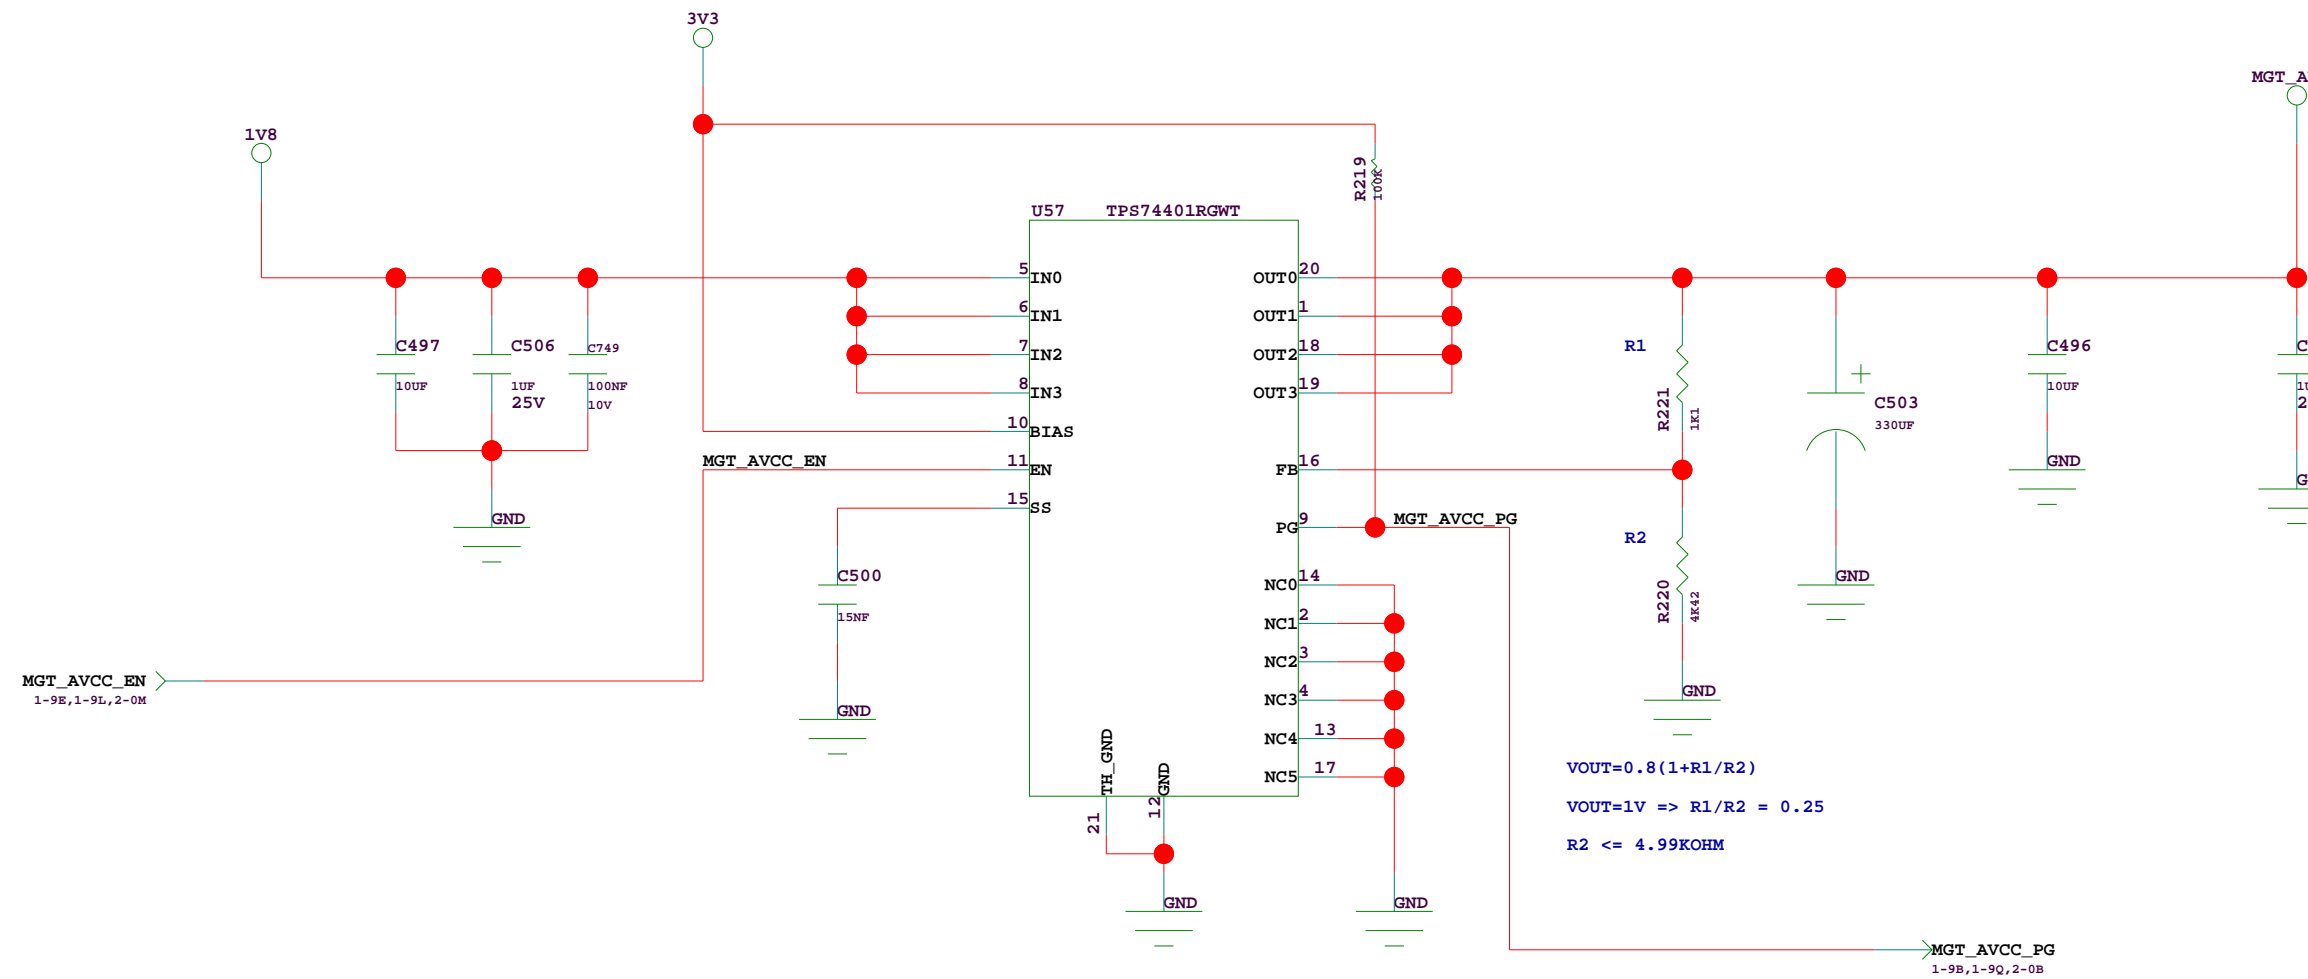 3V3
MGT_A
1V8
R219
100K
U57 TPS74401RGWT
5 IN0
6 IN1
7 IN2
8 IN3
10 BIAS
11 EN
15 SS
OUT0 20
OUT1 1
OUT2 18
OUT3 19
FB 16
PG 9
NC0 14
NC1 2
NC2 3
NC3 4
NC4 13
NC5 17
TH_GND
21
GND
12
C497
10UF
C506
1UF
25V
C749
100NF
10V
GND
MGT_AVCC_EN
C500
15NF
GND
MGT_AVCC_EN
1-9E,1-9L,2-0M
GND
GND
MGT_AVCC_PG
R1
R221
1K1
R2
R220
4K42
GND
C503
330UF
GND
C496
10UF
GND
C
1U
2
G
VOUT=0.8(1+R1/R2)
VOUT=1V => R1/R2 = 0.25
R2 <= 4.99KOHM
MGT_AVCC_PG
1-9B,1-9Q,2-0B